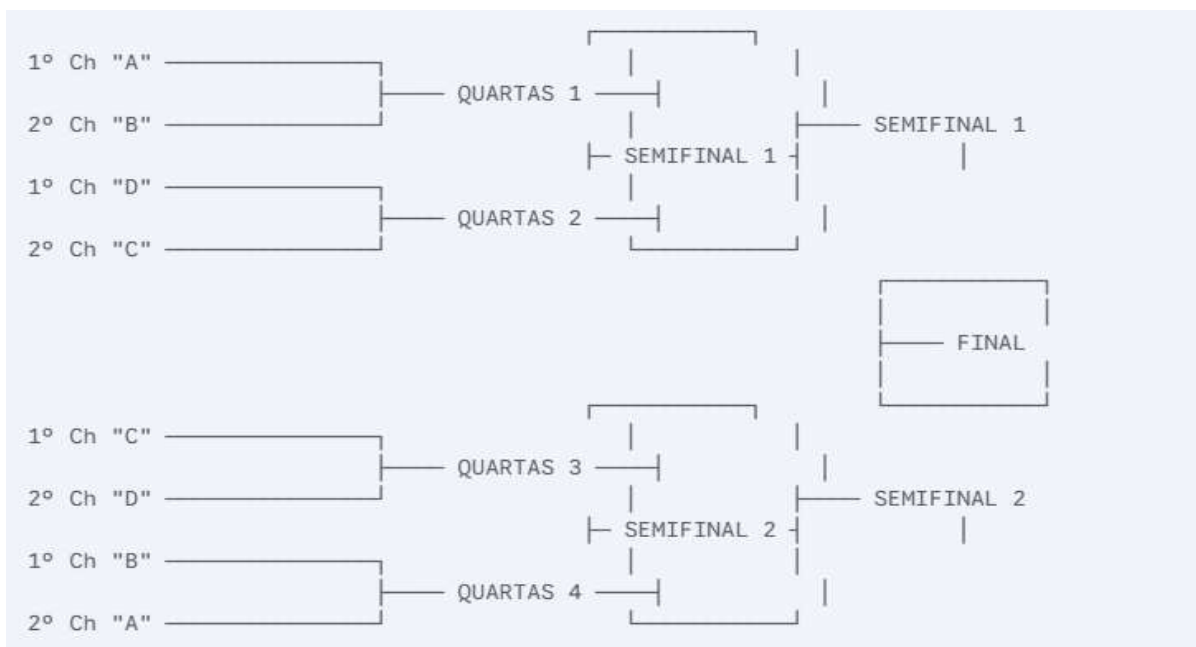 1º Ch "A"
QUARTAS 1
2º Ch "B"
SEMIFINAL 1
SEMIFINAL 1
1º Ch "D"
QUARTAS 2
2º Ch "C"
FINAL
1º Ch "C"
QUARTAS 3
2º Ch "D"
SEMIFINAL 2
SEMIFINAL 2
1º Ch "B"
QUARTAS 4
2º Ch "A"